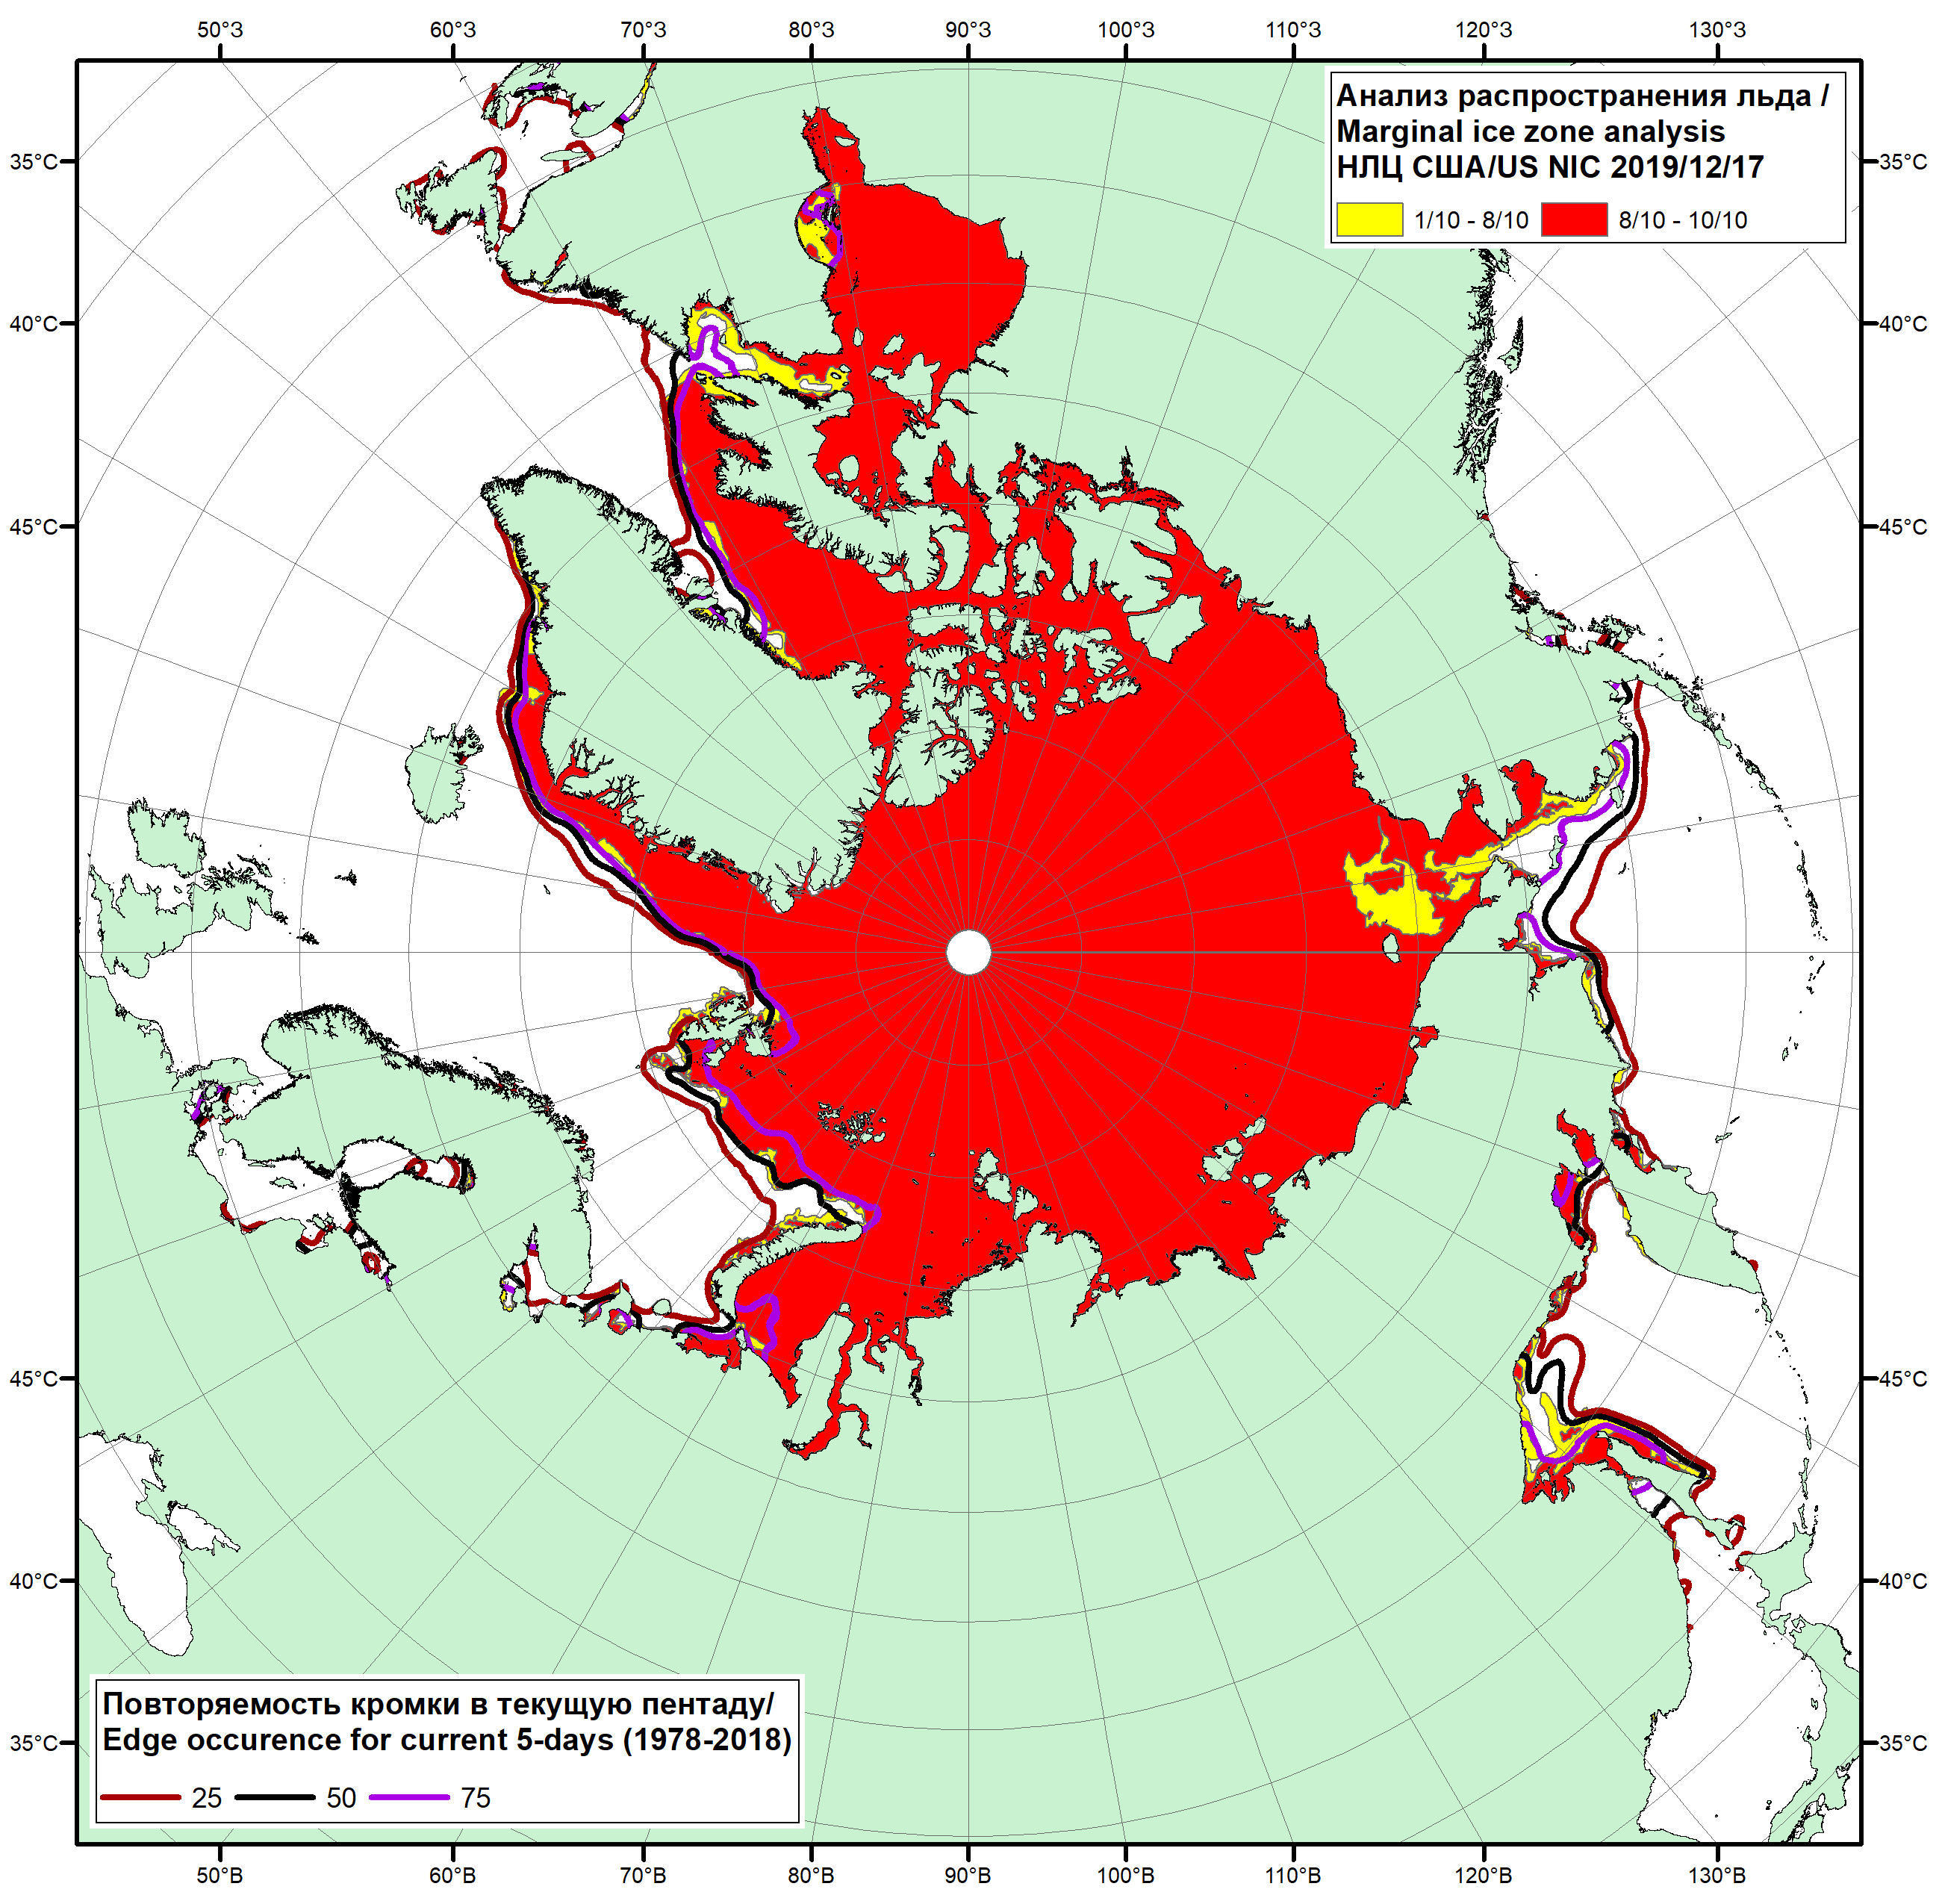 50°З 60°З 70°З 80°З 90°З 100°З 110°З 120°З 130°З
Анализ распространения льда /
Marginal ice zone analysis
НЛЦ США/US NIC 2019/12/17
1/10 - 8/10 8/10 - 10/10
35°С 35°С
40°С 40°С
45°С 45°С
45°С 45°С
40°С 40°С
35°С 35°С
Повторяемость кромки в текущую пентаду/
Edge occurence for current 5-days (1978-2018)
25 50 75
50°В 60°В 70°В 80°В 90°В 100°В 110°В 120°В 130°В